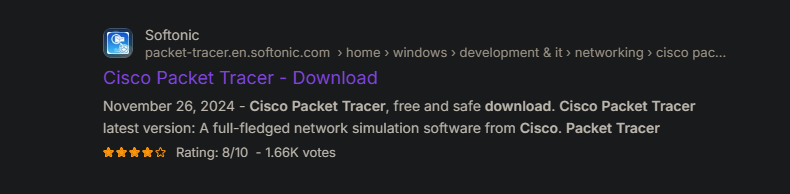 Softonic
packet-tracer.en.softonic.com › home › windows › development & it › networking › cisco pac...
Cisco Packet Tracer - Download
November 26, 2024 - Cisco Packet Tracer, free and safe download. Cisco Packet Tracer
latest version: A full-fledged network simulation software from Cisco. Packet Tracer
Rating: 8/10 - 1.66K votes